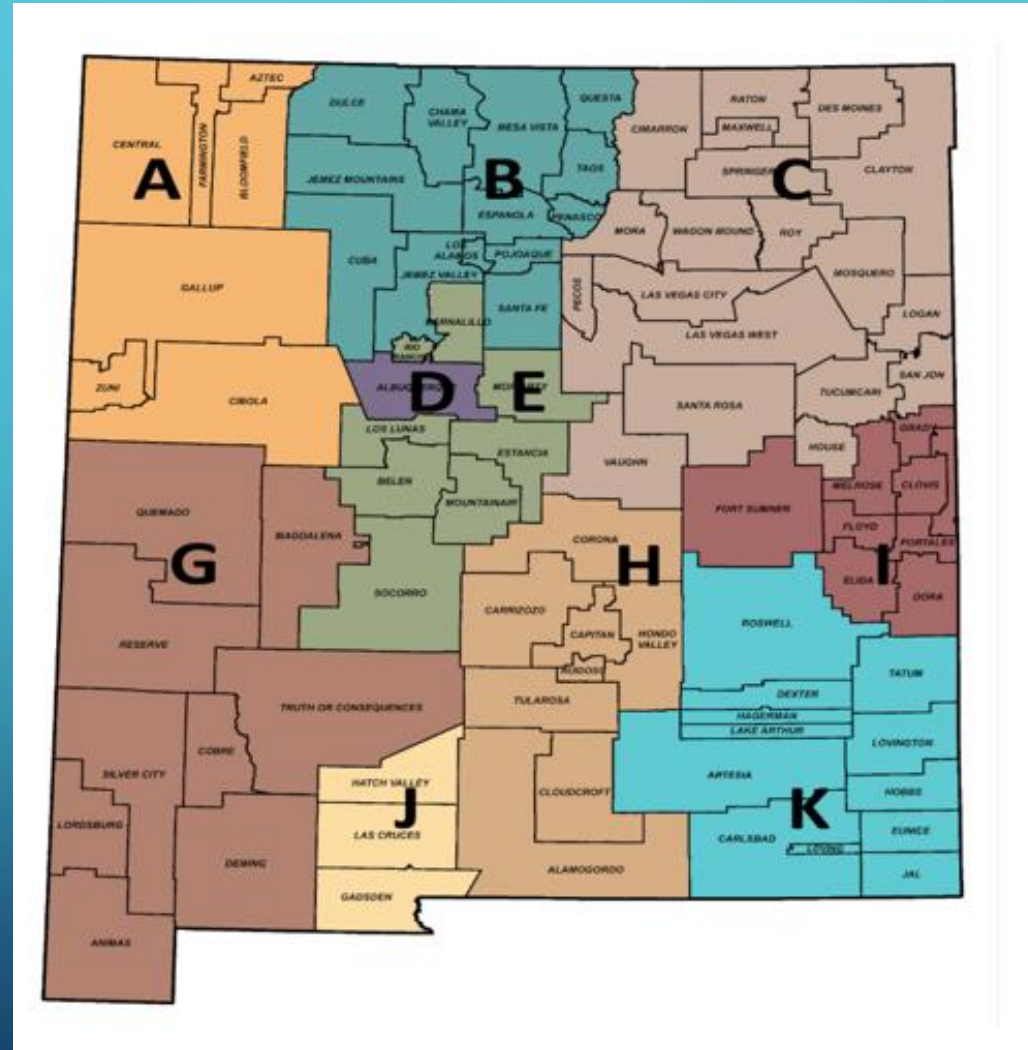 AZTEC
DULCE
CHAMA
VALLEY
MESA VISTA
QUESTA
CIMARRON
RATON
MAXWELL
DES MOINES
CENTRAL
FARMINGTON
BLOOMFIELD
A
JEMEZ MOUNTAINS
B
TAOS
SPRINGER
C
CLAYTON
ESPANOLA
PENASCO
MORA
WAGON MOUND
ROY
GALLUP
CUBA
LOS
ALAMOS
POJOAQUE
JEMEZ VALLEY
PECOS
MOSQUERO
BERNALILLO
SANTA FE
LAS VEGAS CITY
LOGAN
LAS VEGAS WEST
RIO
RANCHO
ZUNI
CIBOLA
ALBUQUERQUE
D
MORIARTY
E
SANTA ROSA
TUCUMCARI
SAN JON
LOS LUNAS
ESTANCIA
VAUGHN
HOUSE
GRADY
BELEN
MOUNTAINAIR
FORT SUMNER
MELROSE
CLOVIS
QUEMADO
MAGDALENA
CORONA
FLOYD
PORTALES
G
H
I
SOCORRO
CARRIZOZO
CAPITAN
HONDO
VALLEY
ROSWELL
ELIDA
DORA
RESERVE
RUIDOSO
TATUM
TRUTH OR CONSEQUENCES
TULAROSA
DEXTER
HAGERMAN
LAKE ARTHUR
COBRE
LOVINGTON
SILVER CITY
HATCH VALLEY
CLOUDCROFT
ARTESIA
HOBBS
LORDSBURG
J
LAS CRUCES
K
CARLSBAD
LOVING
EUNICE
DEMING
ALAMOGORDO
JAL
GADSDEN
ANIMAS